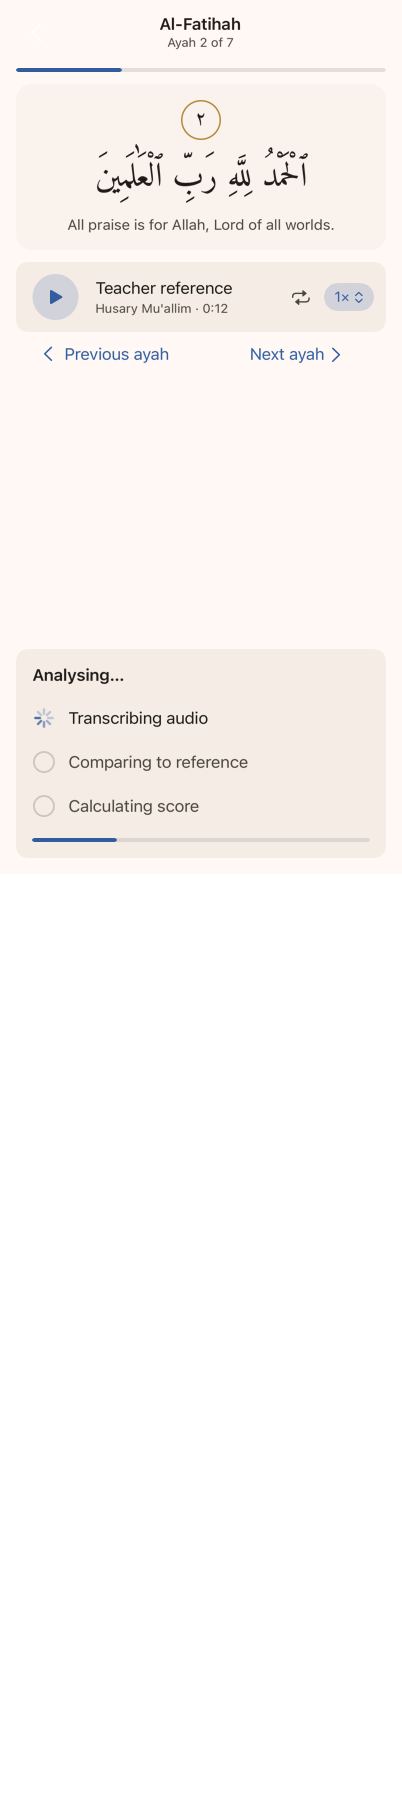 Al-Fatihah
Ayah 2 of 7
٢
ٱلْحَمْدُ لِلَّهِ رَبِّ ٱلْعَٰلَمِينَ
All praise is for Allah, Lord of all worlds.
Teacher reference
Husary Mu'allim · 0:12
1×
Previous ayah
Next ayah
Analysing...
Transcribing audio
Comparing to reference
Calculating score